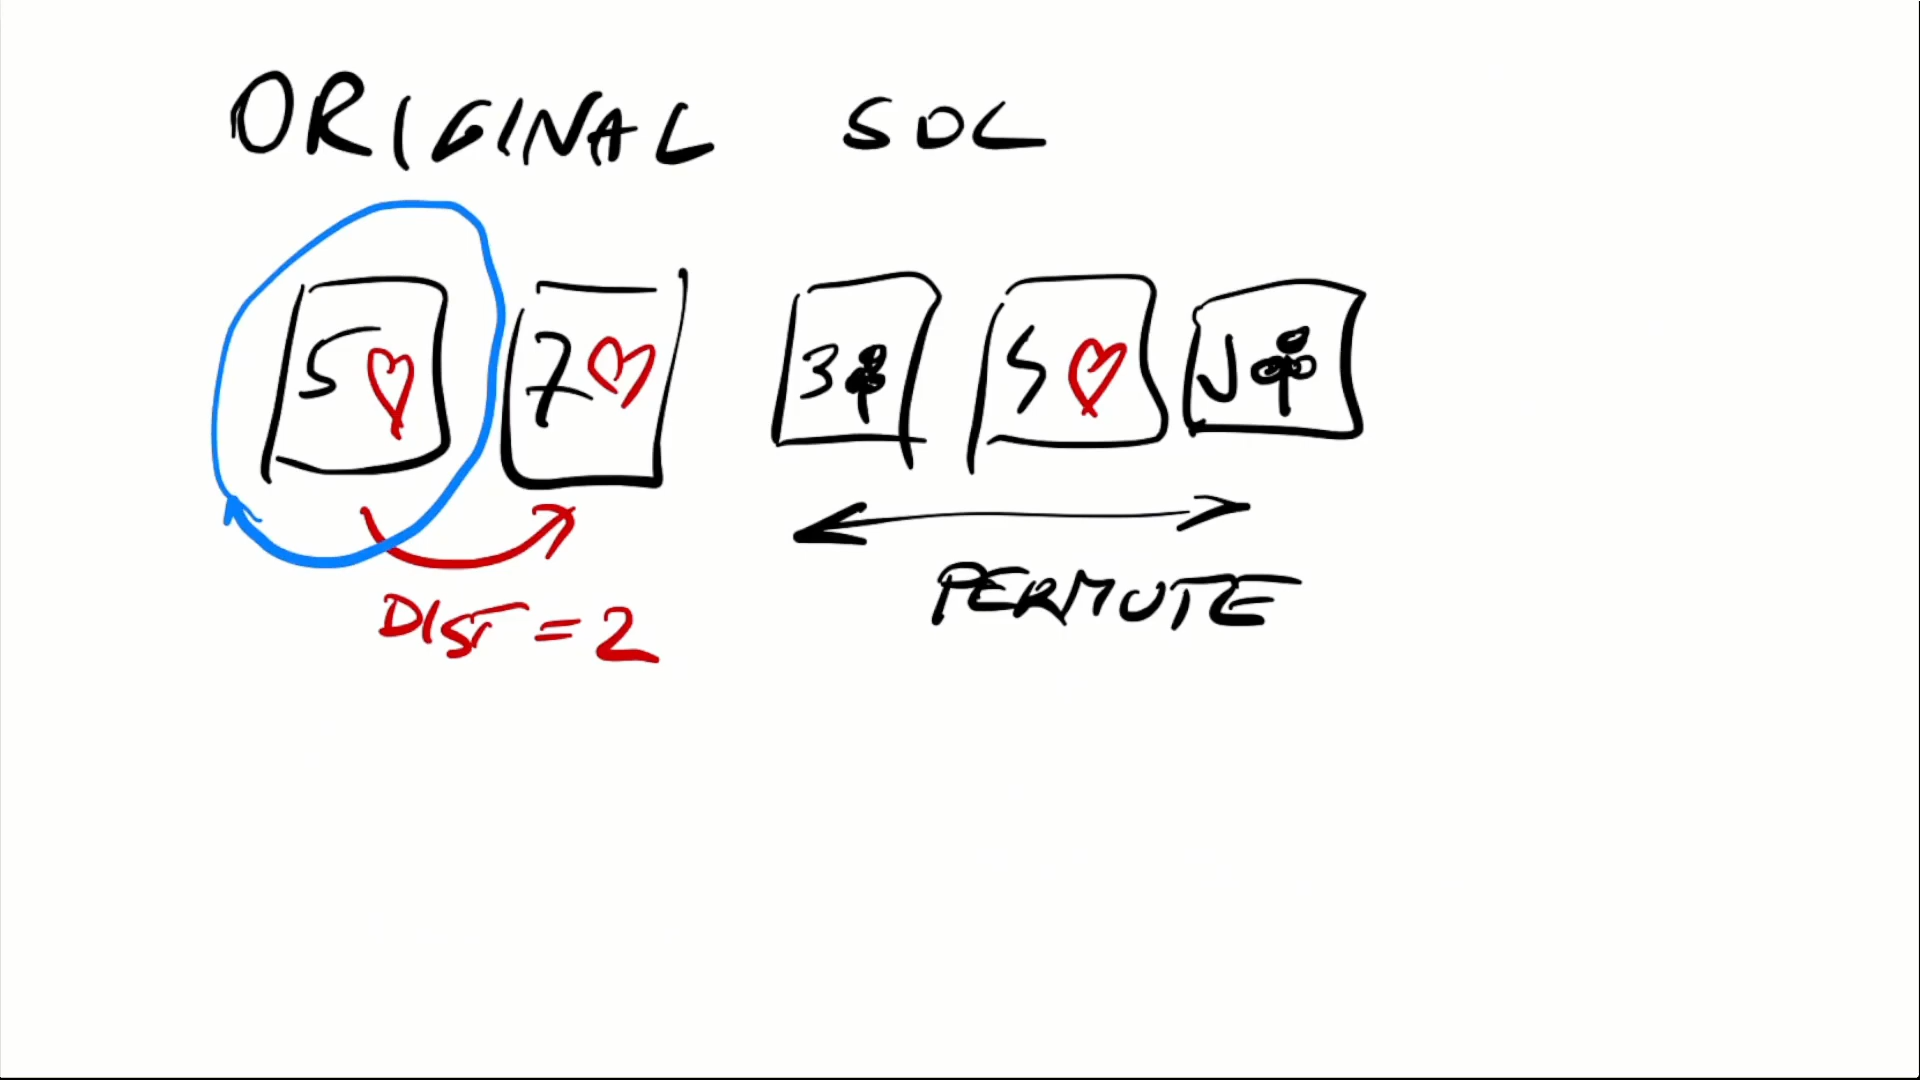 ORIGINAL SOL
5♥ 7♥ 3♣ 5♥ J♣
DIST = 2
PERMUTE